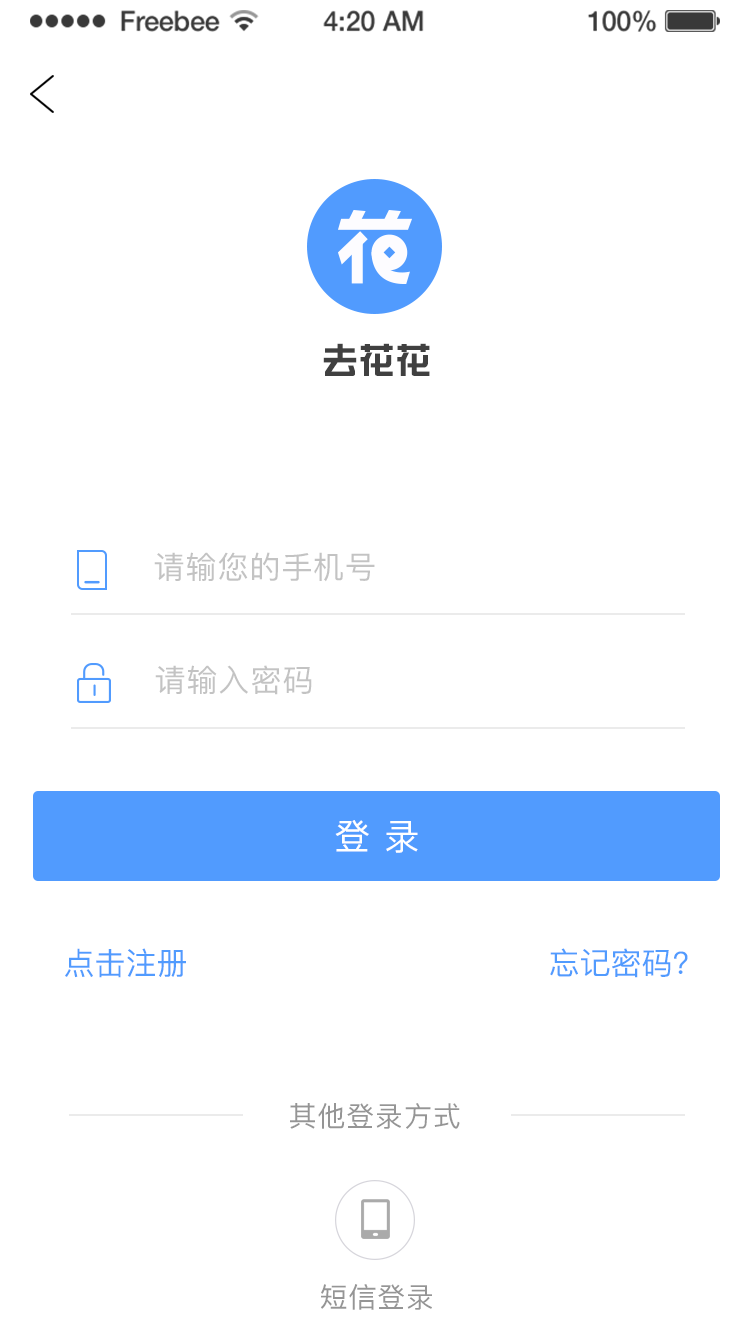 Freebee 4:20 AM 100%
花
去花花
请输您的手机号
请输入密码
登 录
点击注册 忘记密码?
其他登录方式
短信登录